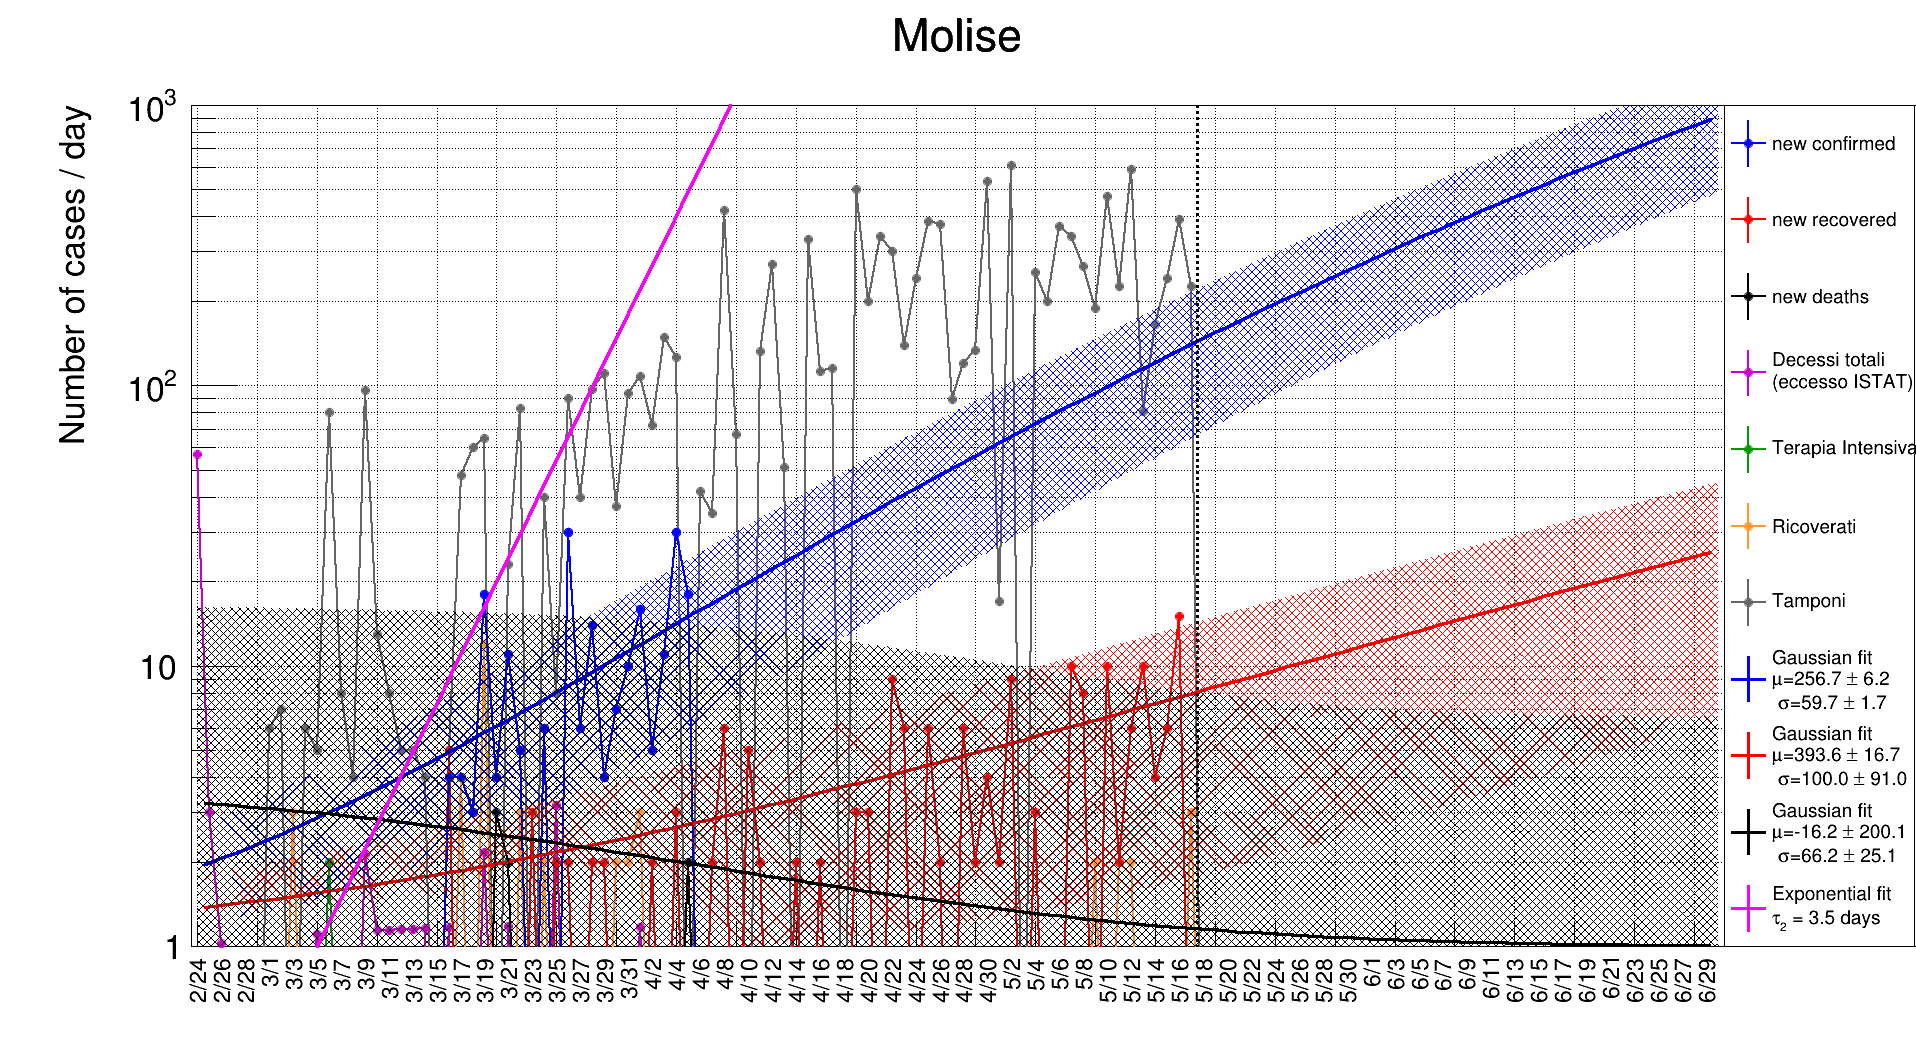 Molise
Number of cases / day
10³
10²
10
1
2/24 2/26 2/28 3/1 3/3 3/5 3/7 3/9 3/11 3/13 3/15 3/17 3/19 3/21 3/23 3/25 3/27 3/29 3/31 4/2 4/4 4/6 4/8 4/10 4/12 4/14 4/16 4/18 4/20 4/22 4/24 4/26 4/28 4/30 5/2 5/4 5/6 5/8 5/10 5/12 5/14 5/16 5/18 5/20 5/22 5/24 5/26 5/28 5/30 6/1 6/3 6/5 6/7 6/9 6/11 6/13 6/15 6/17 6/19 6/21 6/23 6/25 6/27 6/29
new confirmed
new recovered
new deaths
Decessi totali
(eccesso ISTAT)
Terapia Intensiva
Ricoverati
Tamponi
Gaussian fit
μ=256.7 ± 6.2
σ=59.7 ± 1.7
Gaussian fit
μ=393.6 ± 16.7
σ=100.0 ± 91.0
Gaussian fit
μ=-16.2 ± 200.1
σ=66.2 ± 25.1
Exponential fit
τ₂ = 3.5 days